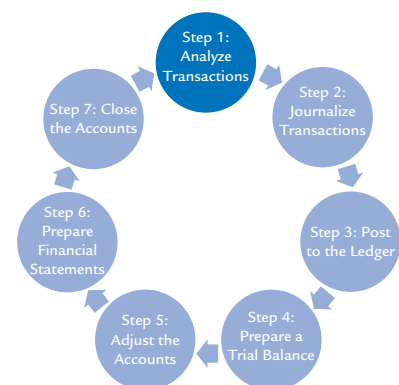 Step 1:
Analyze
Transactions
Step 2:
Journalize
Transactions
Step 3: Post
to the Ledger
Step 4:
Prepare a
Trial Balance
Step 5:
Adjust the
Accounts
Step 6:
Prepare
Financial
Statements
Step 7: Close
the Accounts